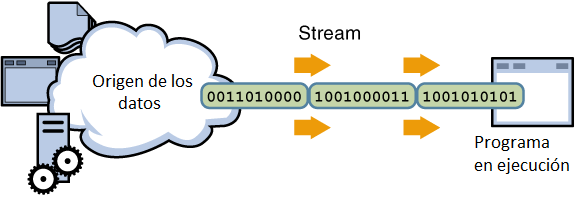 Stream
Origen de los
datos
0011010000 1001000011 1001010101
Programa
en ejecución